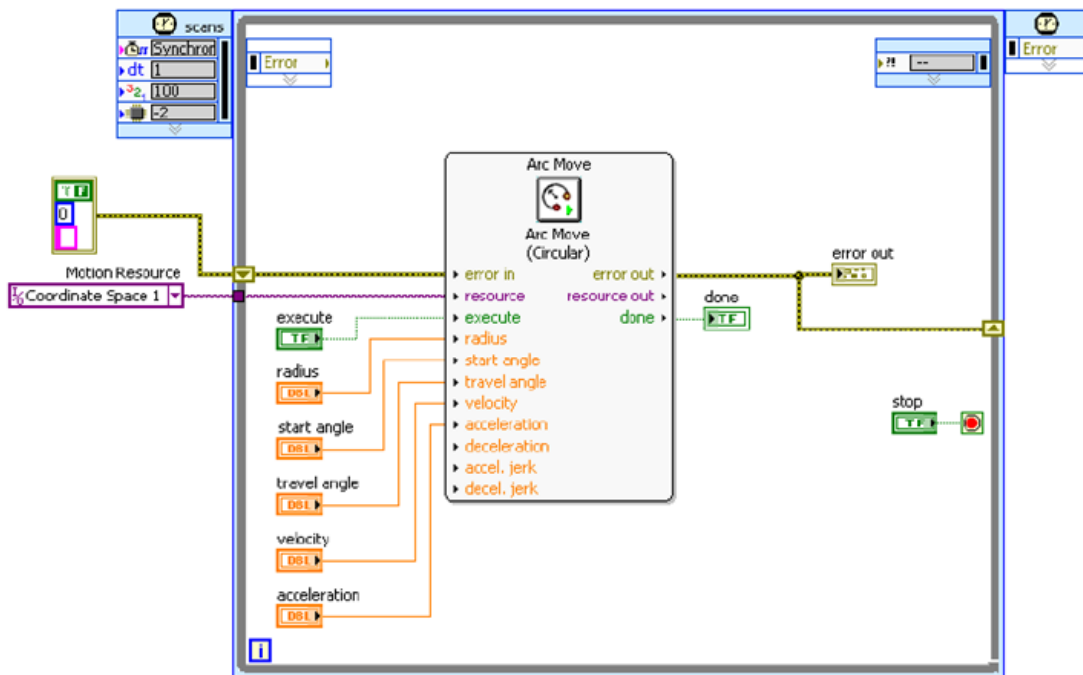 scans
Synchron
dt 1
100
-2
Error
?! --
Error
TF
0
Motion Resource
Coordinate Space 1
Arc Move
Arc Move
(Circular)
error in
error out
resource
resource out
execute
done
radius
start angle
travel angle
velocity
acceleration
deceleration
accel. jerk
decel. jerk
execute
TF
radius
DBL
start angle
DBL
travel angle
DBL
velocity
DBL
acceleration
DBL
error out
done
TF
stop
TF
i